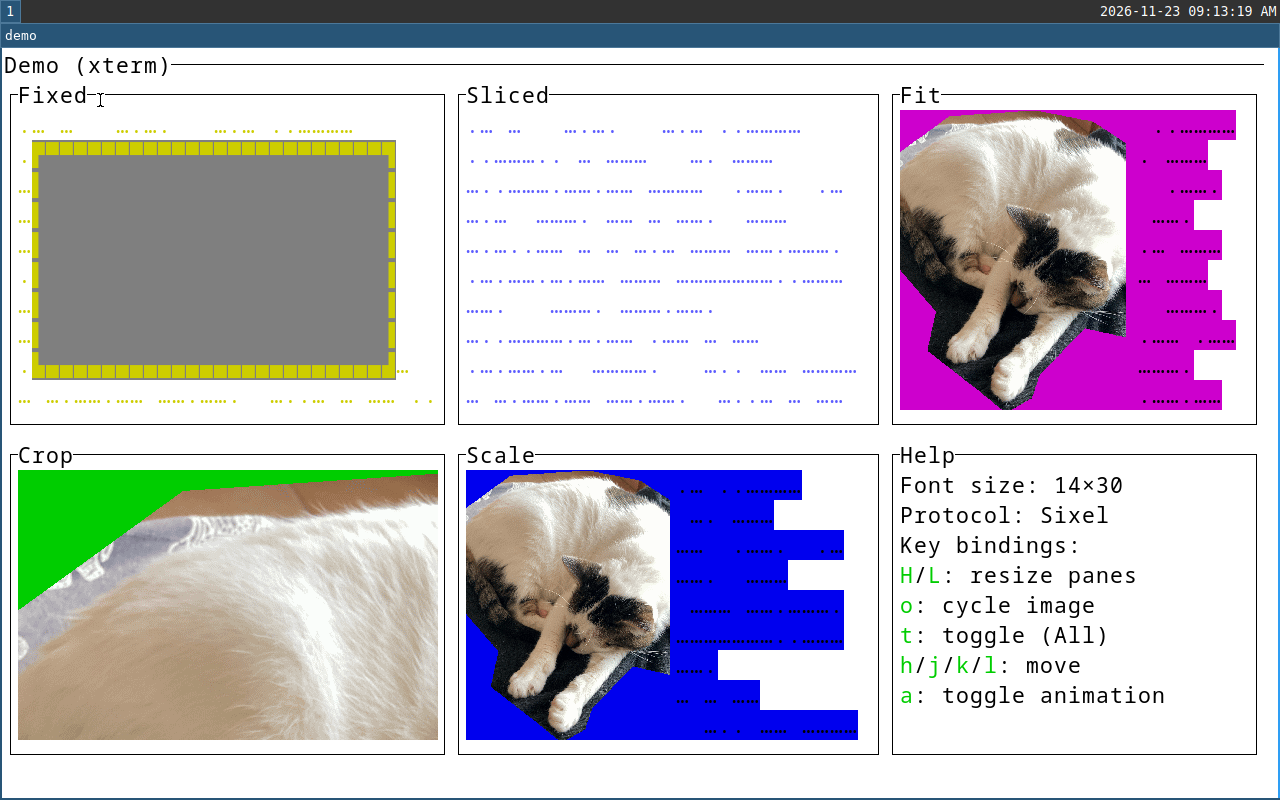 1
2026-11-23 09:13:19 AM
demo
Demo (xterm)
Fixed
Sliced
Fit
Crop
Scale
Help
Font size: 14×30
Protocol: Sixel
Key bindings:
H/L: resize panes
o: cycle image
t: toggle (All)
h/j/k/l: move
a: toggle animation